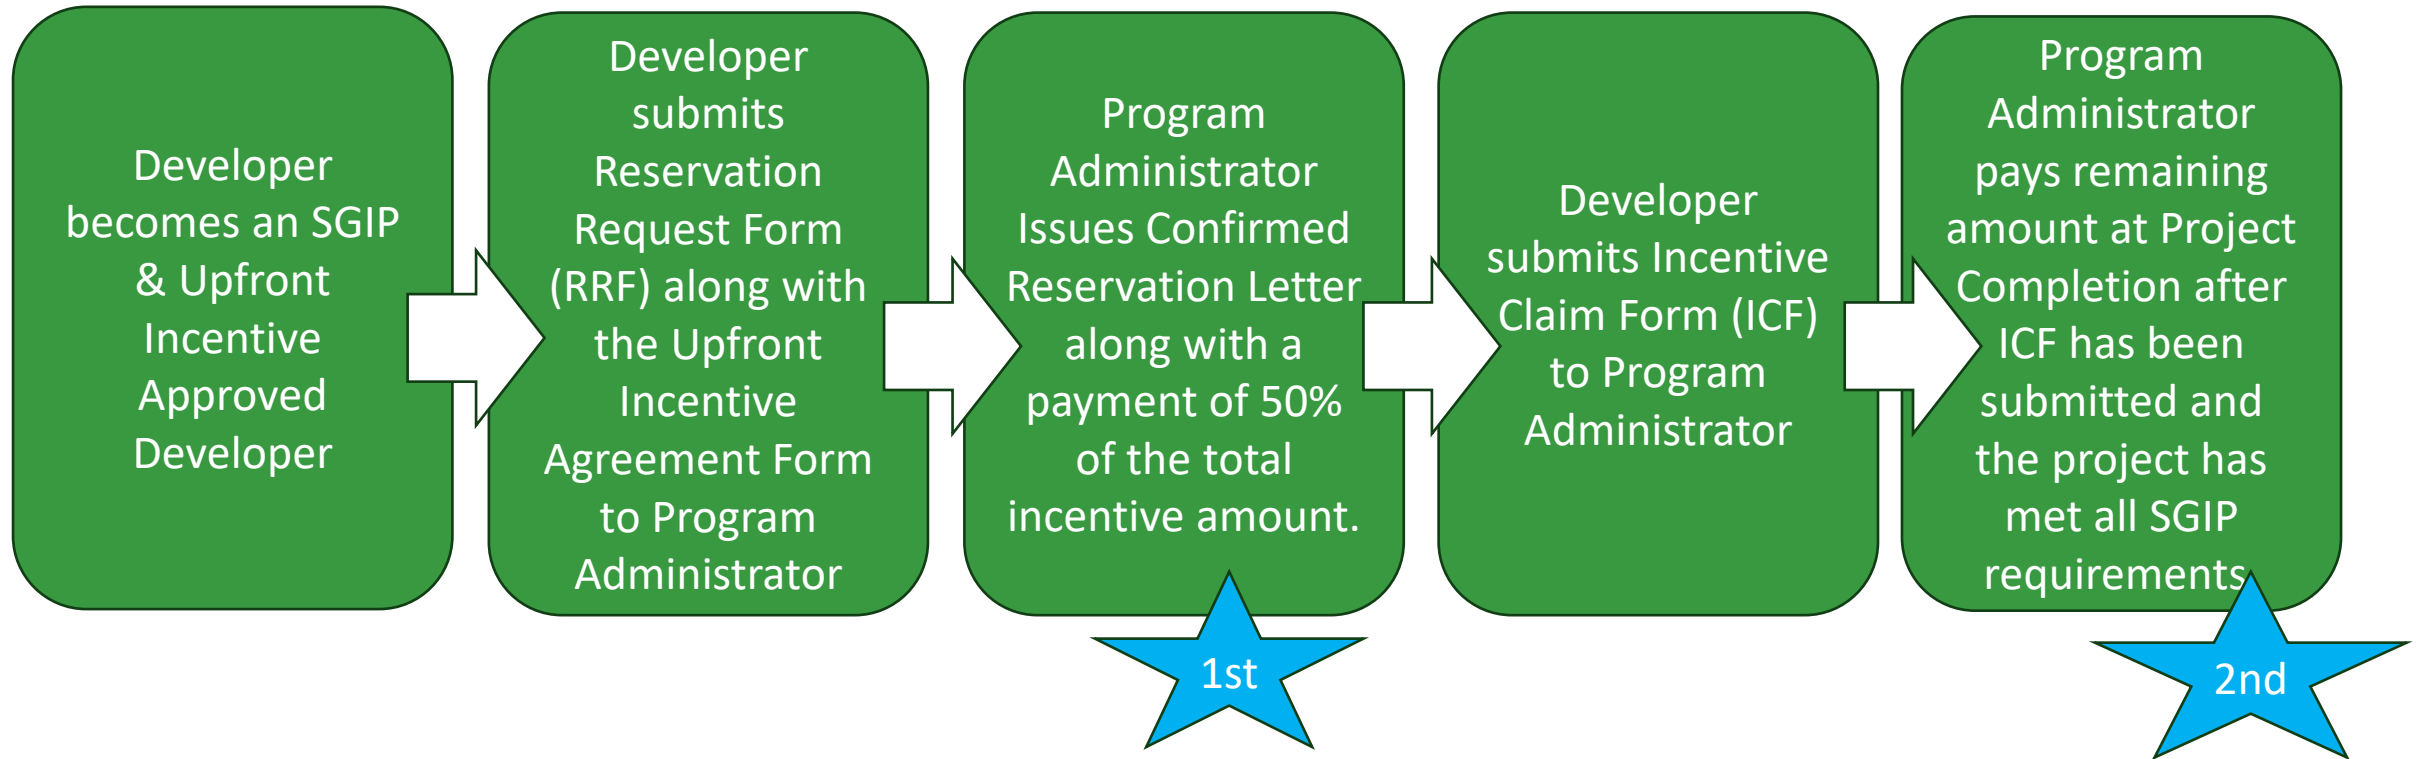 Developer
becomes an SGIP
& Upfront
Incentive
Approved
Developer
Developer
submits
Reservation
Request Form
(RRF) along with
the Upfront
Incentive
Agreement Form
to Program
Administrator
Program
Administrator
Issues Confirmed
Reservation Letter
along with a
payment of 50%
of the total
incentive amount.
Developer
submits Incentive
Claim Form (ICF)
to Program
Administrator
Program
Administrator
pays remaining
amount at Project
Completion after
ICF has been
submitted and
the project has
met all SGIP
requirements
1st
2nd